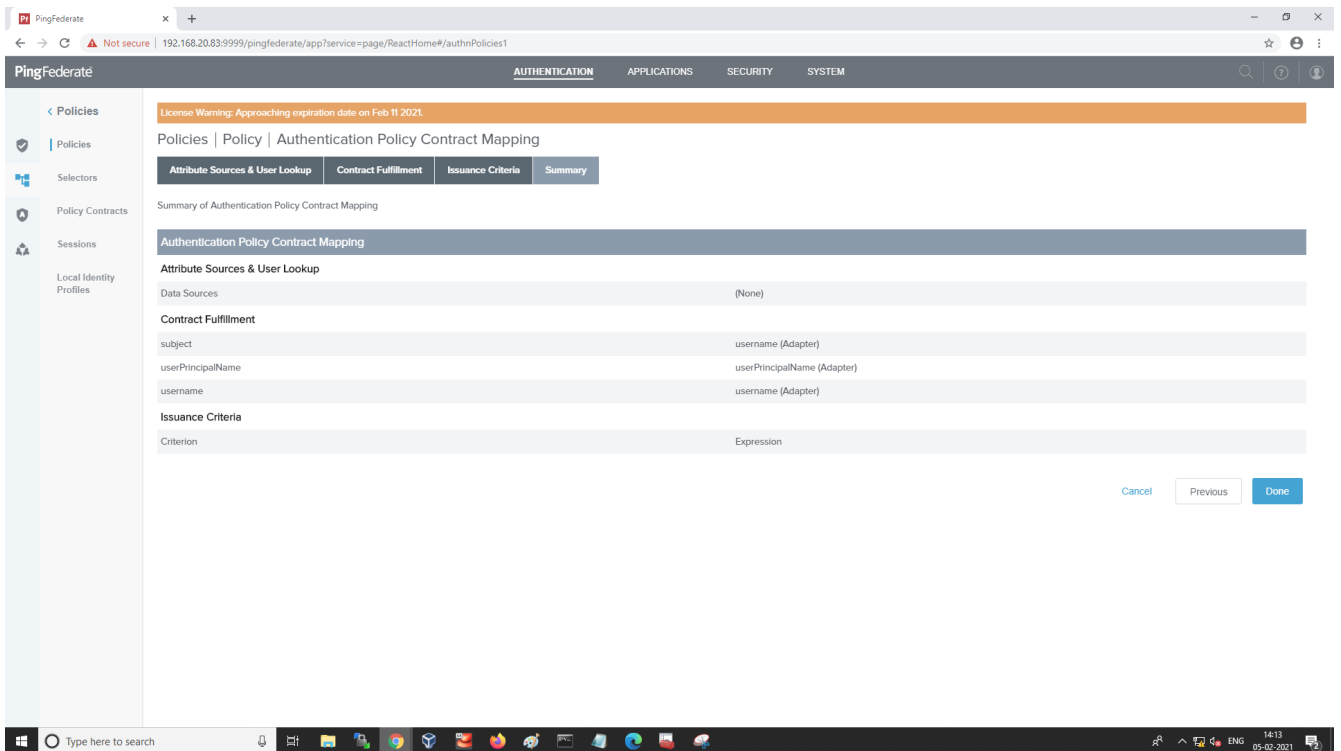 Pf PingFederate
Not secure | 192.168.20.83:9999/pingfederate/app?service=page/ReactHome#/authnPolicies1
PingFederate AUTHENTICATION APPLICATIONS SECURITY SYSTEM
< Policies
Policies
Selectors
Policy Contracts
Sessions
Local Identity
Profiles
License Warning: Approaching expiration date on Feb 11 2021.
Policies | Policy | Authentication Policy Contract Mapping
Attribute Sources & User Lookup Contract Fulfillment Issuance Criteria Summary
Summary of Authentication Policy Contract Mapping
Authentication Policy Contract Mapping
Attribute Sources & User Lookup
Data Sources (None)
Contract Fulfillment
subject username (Adapter)
userPrincipalName userPrincipalName (Adapter)
username username (Adapter)
Issuance Criteria
Criterion Expression
Cancel Previous Done
Type here to search
ENG
14:13
05-02-2021
2